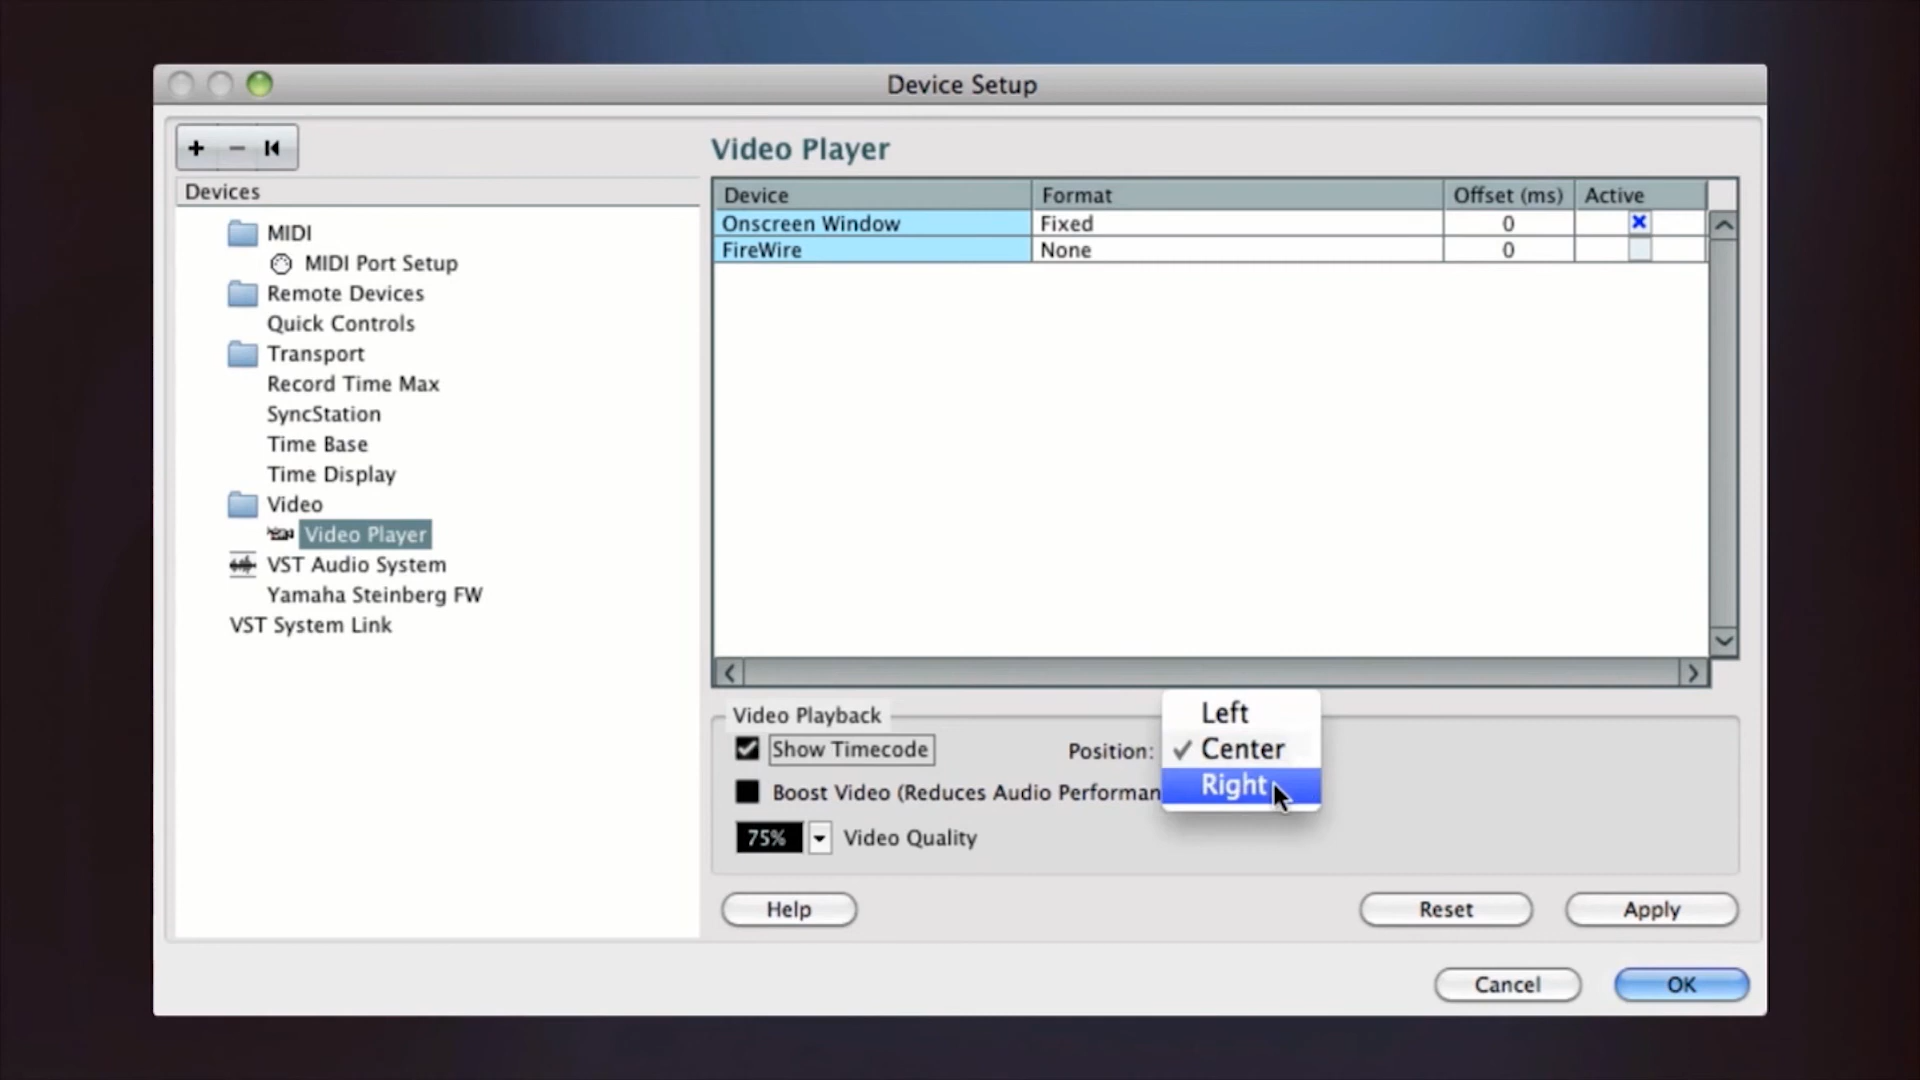 Device Setup
Devices
MIDI
MIDI Port Setup
Remote Devices
Quick Controls
Transport
Record Time Max
SyncStation
Time Base
Time Display
Video
Video Player
VST Audio System
Yamaha Steinberg FW
VST System Link
Video Player
Device Format Offset (ms) Active
Onscreen Window Fixed 0
FireWire None 0
Video Playback
Show Timecode Position:
Left
Center
Right
Boost Video (Reduces Audio Performan
75% Video Quality
Help Reset Apply
Cancel OK